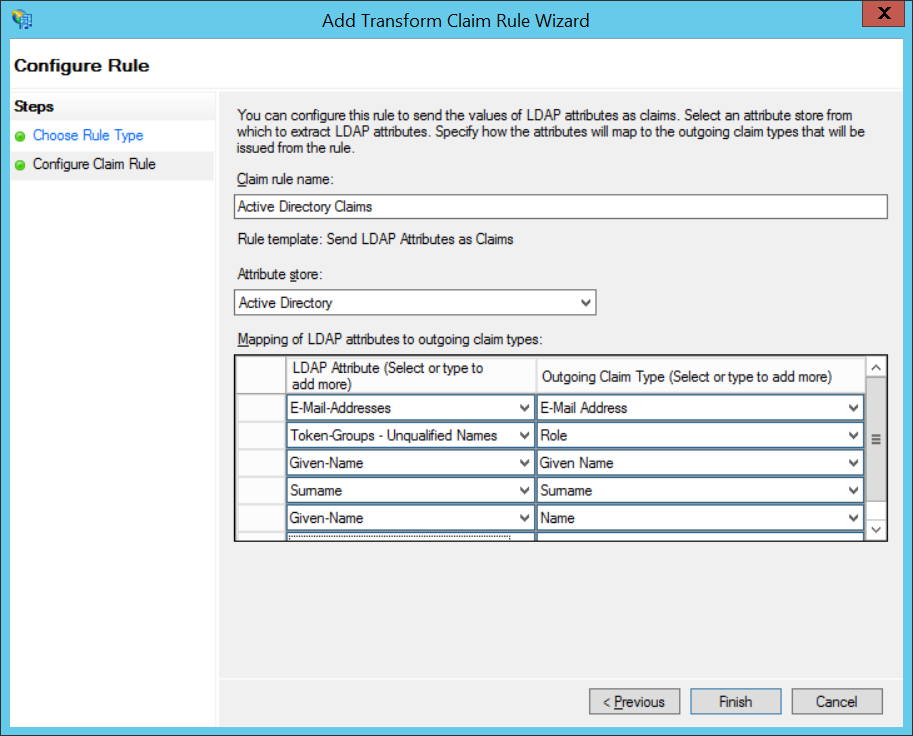 Add Transform Claim Rule Wizard
X
Configure Rule
Steps
Choose Rule Type
Configure Claim Rule
You can configure this rule to send the values of LDAP attributes as claims. Select an attribute store from
which to extract LDAP attributes. Specify how the attributes will map to the outgoing claim types that will be
issued from the rule.
Claim rule name:
Active Directory Claims
Rule template: Send LDAP Attributes as Claims
Attribute store:
Active Directory
Mapping of LDAP attributes to outgoing claim types:
LDAP Attribute (Select or type to
add more)
Outgoing Claim Type (Select or type to add more)
E-Mail-Addresses
E-Mail Address
Token-Groups - Unqualified Names
Role
Given-Name
Given Name
Surname
Surname
Given-Name
Name
< Previous
Finish
Cancel